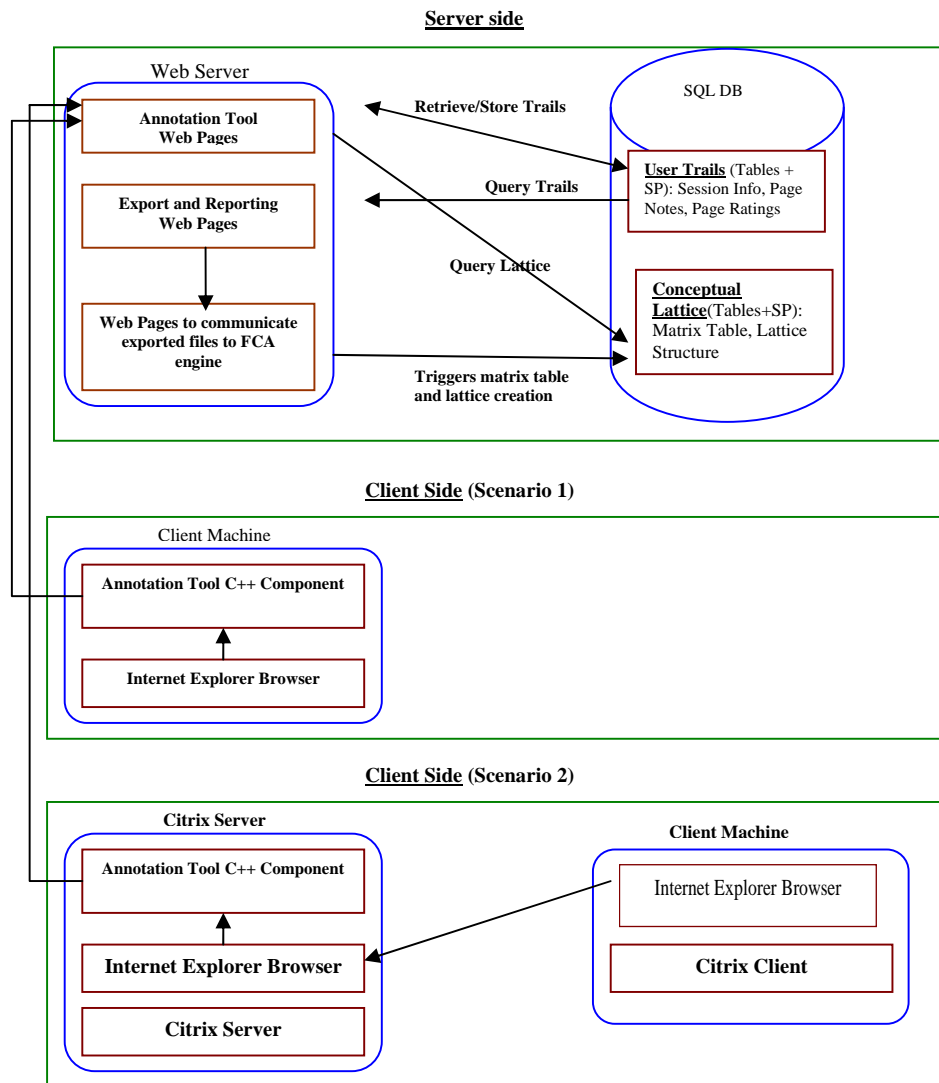 Server side
Web Server
SQL DB
Annotation Tool
Web Pages
Retrieve/Store Trails
User Trails (Tables +
SP): Session Info, Page
Notes, Page Ratings
Query Trails
Export and Reporting
Web Pages
Query Lattice
Conceptual
Lattice(Tables+SP):
Matrix Table, Lattice
Structure
Web Pages to communicate
exported files to FCA
engine
Triggers matrix table
and lattice creation
Client Side (Scenario 1)
Client Machine
Annotation Tool C++ Component
Internet Explorer Browser
Client Side (Scenario 2)
Citrix Server
Annotation Tool C++ Component
Internet Explorer Browser
Citrix Server
Client Machine
Internet Explorer Browser
Citrix Client